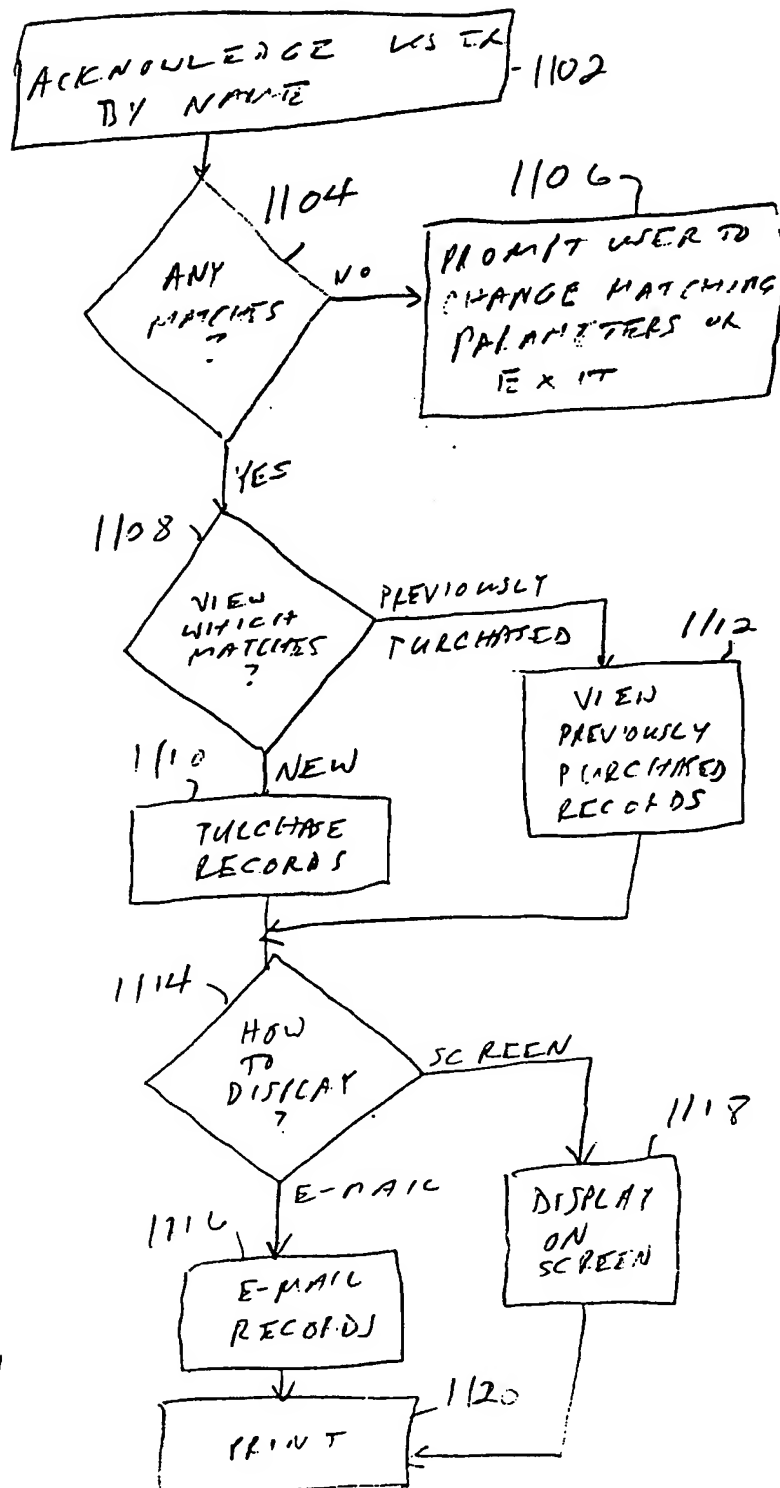 ACKNOWLEDGE USER
BY NAME
1102
1104
ANY
MATCHES
?
NO
1106
PROMPT USER TO
CHANGE MATCHING
PARAMETERS OR
EXIT
YES
1108
VIEW
WHICH
MATCHES
?
PREVIOUSLY
PURCHASED
1112
VIEW
PREVIOUSLY
PURCHASED
RECORDS
NEW
1110
PURCHASE
RECORDS
1114
HOW
TO
DISPLAY
?
SCREEN
1118
DISPLAY
ON
SCREEN
E-MAIL
1116
E-MAIL
RECORDS
1120
PRINT